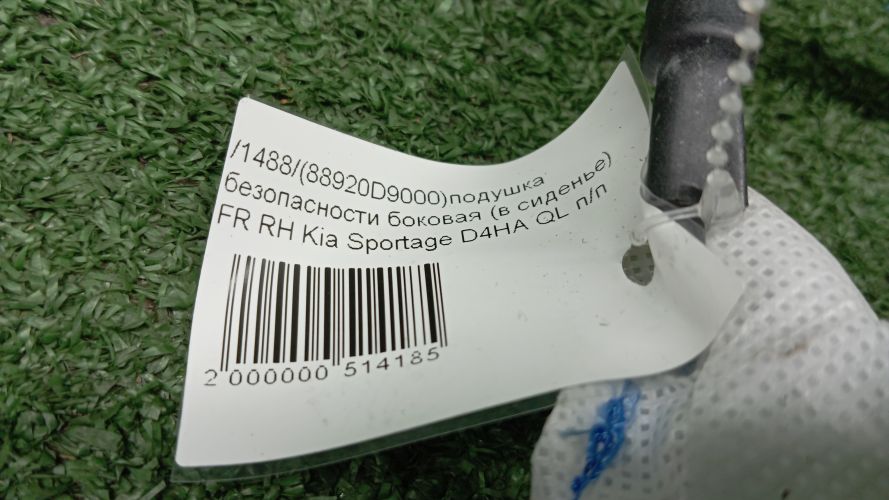 /1488/(88920D9000)подушка
безопасности боковая (в сиденье)
FR RH Kia Sportage D4HA QL п/п
2 000000 514185